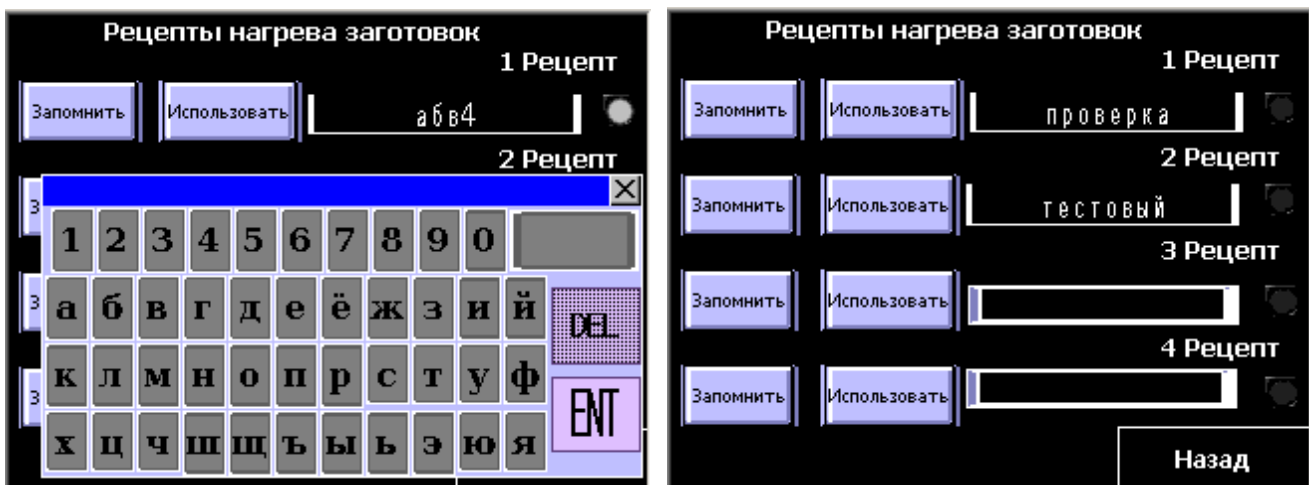 Рецепты нагрева заготовок
1 Рецепт
Запомнить Использовать абв4
2 Рецепт
З
1 2 3 4 5 6 7 8 9 0
З
а б в г д е ё ж з и й
DEL
к л м н о п р с т у ф
З
ENT
х ц ч ш щ ъ ы ь э ю я
Рецепты нагрева заготовок
1 Рецепт
Запомнить Использовать проверка
2 Рецепт
Запомнить Использовать тестовый
3 Рецепт
Запомнить Использовать
4 Рецепт
Запомнить Использовать
Назад